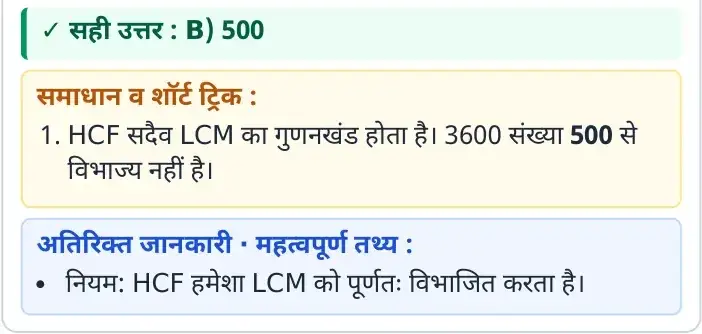 ✓ सही उत्तर : B) 500
समाधान व शॉर्ट ट्रिक :
1. HCF सदैव LCM का गुणनखंड होता है। 3600 संख्या 500 से
विभाज्य नहीं है।
अतिरिक्त जानकारी · महत्वपूर्ण तथ्य :
• नियम: HCF हमेशा LCM को पूर्णतः विभाजित करता है।